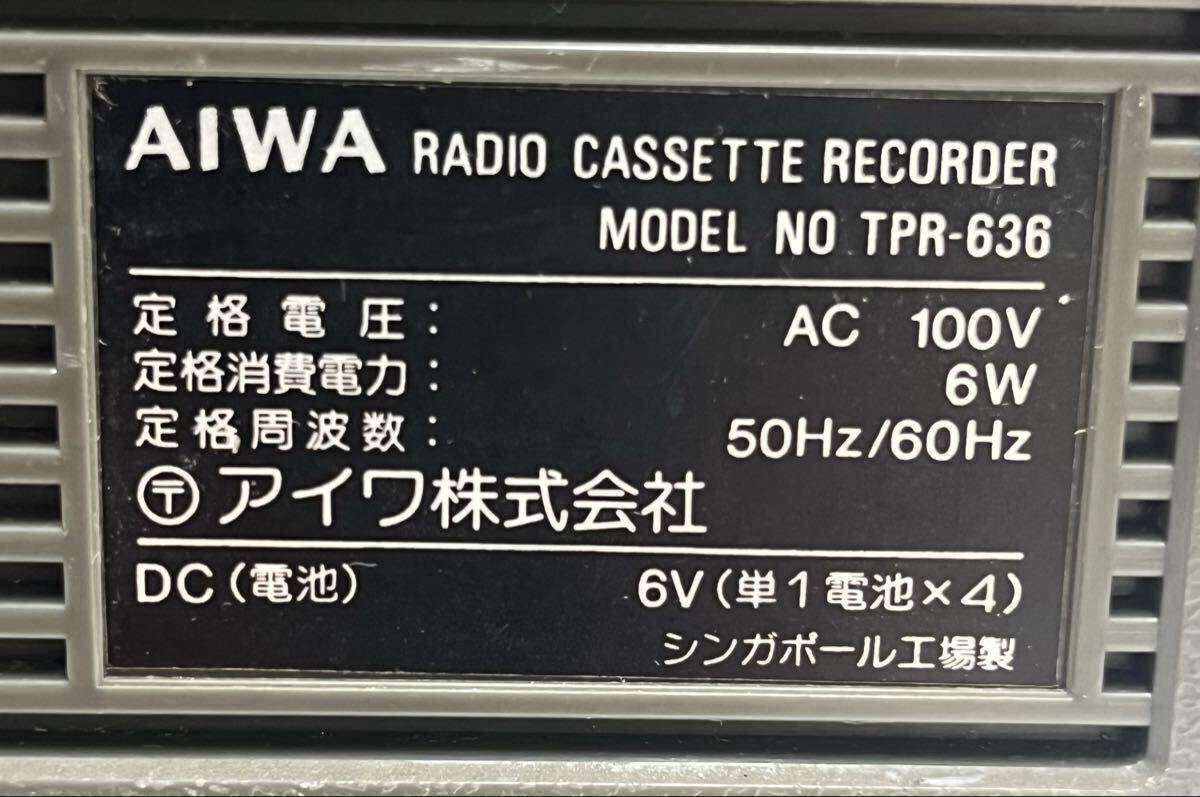 AIWA RADIO CASSETTE RECORDER
MODEL NO TPR-636
定格電圧: AC 100V
定格消費電力: 6W
定格周波数: 50Hz/60Hz
〶アイワ株式会社
DC(電池) 6V(単1電池×4)
シンガポール工場製